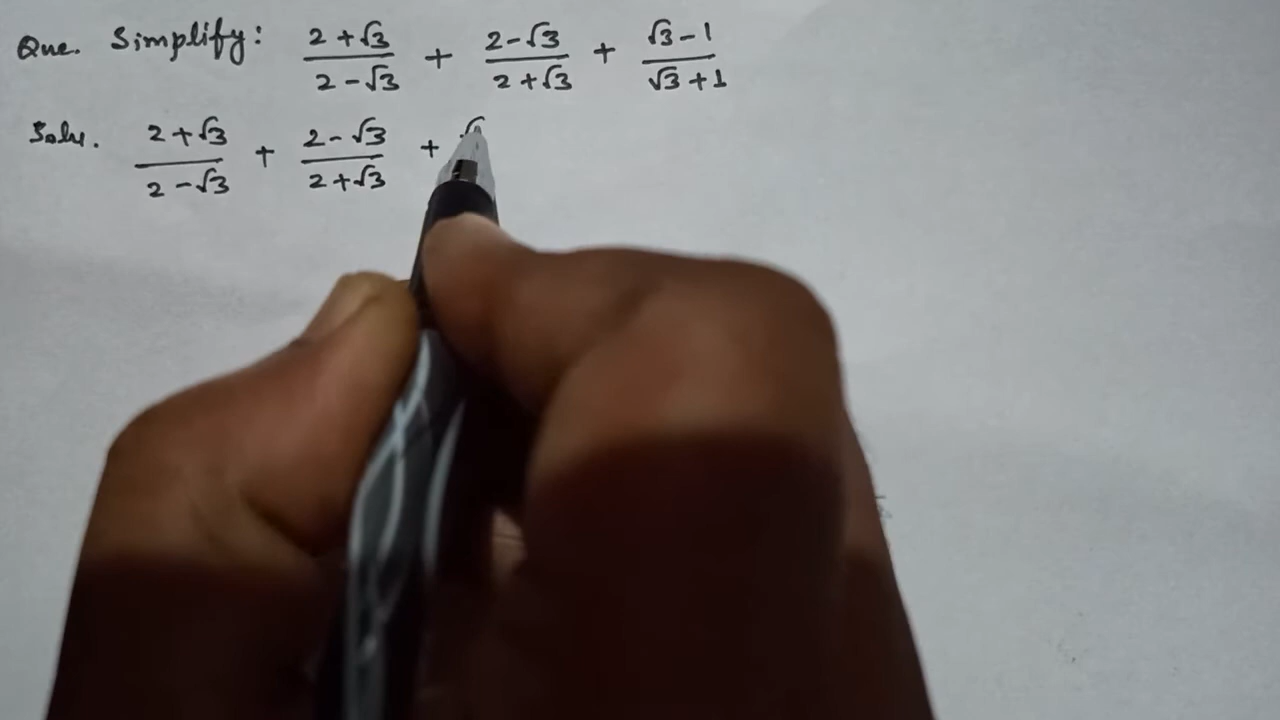 Que. Simplify: (2+√3)/(2-√3) + (2-√3)/(2+√3) + (√3-1)/(√3+1)
Solu. (2+√3)/(2-√3) + (2-√3)/(2+√3) + √